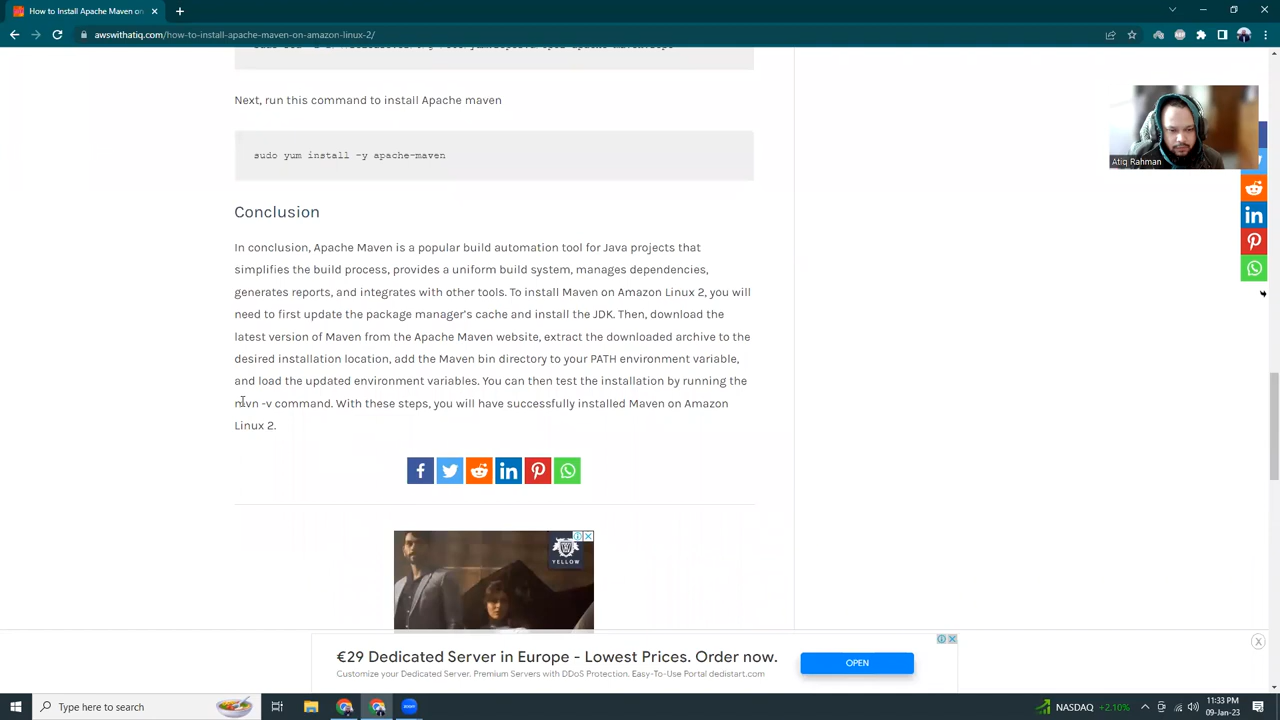 How to Install Apache Maven on
awswithatiq.com/how-to-install-apache-maven-on-amazon-linux-2/
Next, run this command to install Apache maven
sudo yum install -y apache-maven
Atiq Rahman
Conclusion
In conclusion, Apache Maven is a popular build automation tool for Java projects that
simplifies the build process, provides a uniform build system, manages dependencies,
generates reports, and integrates with other tools. To install Maven on Amazon Linux 2, you will
need to first update the package manager's cache and install the JDK. Then, download the
latest version of Maven from the Apache Maven website, extract the downloaded archive to the
desired installation location, add the Maven bin directory to your PATH environment variable,
and load the updated environment variables. You can then test the installation by running the
mvn -v command. With these steps, you will have successfully installed Maven on Amazon
Linux 2.
YELLOW
€29 Dedicated Server in Europe - Lowest Prices. Order now.
Customize your Dedicated Server. Premium Servers with DDoS Protection. Easy-To-Use Portal dedistart.com
OPEN
Type here to search
zoom
NASDAQ +2.10%
11:33 PM
09-Jan-23